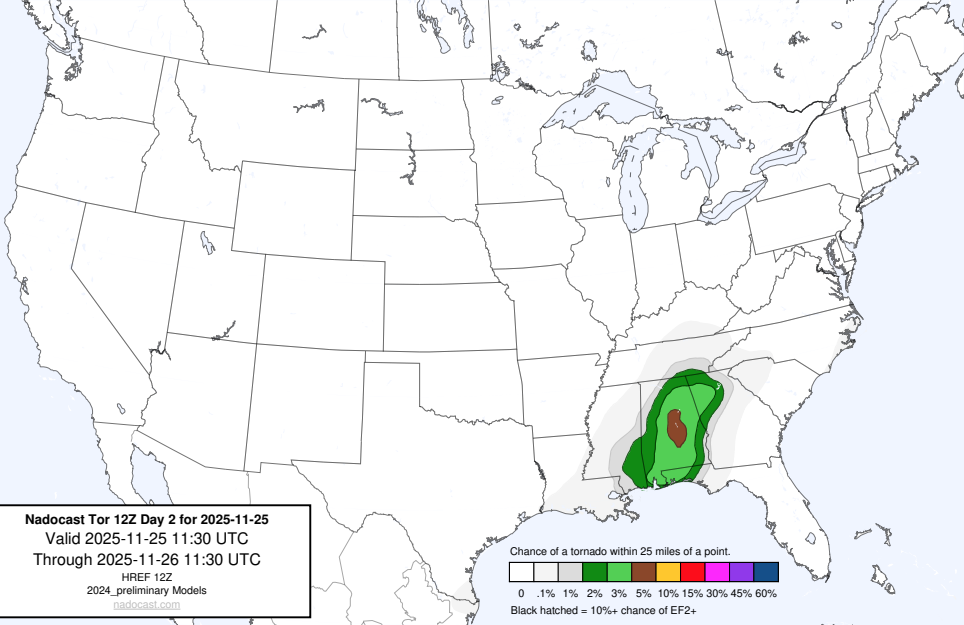 Nadocast Tor 12Z Day 2 for 2025-11-25
Valid 2025-11-25 11:30 UTC
Through 2025-11-26 11:30 UTC
HREF 12Z
2024_preliminary Models
nadocast.com
Chance of a tornado within 25 miles of a point.
0 .1% 1% 2% 3% 5% 10% 15% 30% 45% 60%
Black hatched = 10%+ chance of EF2+